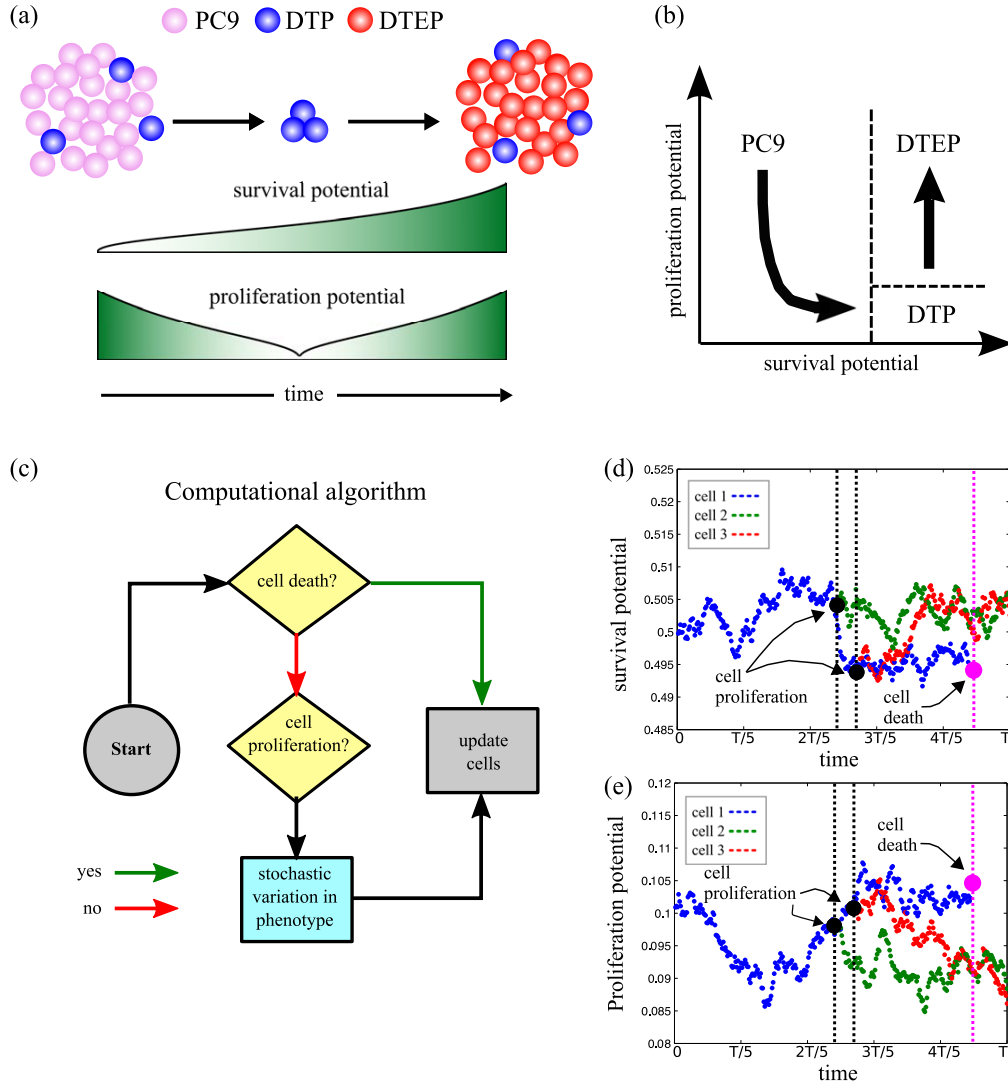 (a)
PC9 DTP DTEP
survival potential
proliferation potential
time
(b)
proliferation potential
PC9
DTEP
DTP
survival potential
(c)
Computational algorithm
cell death?
Start
cell
proliferation?
update
cells
stochastic
variation in
phenotype
yes
no
(d)
survival potential
0.525
0.52
0.515
0.51
0.505
0.5
0.495
0.49
0.485
cell 1
cell 2
cell 3
cell
proliferation
cell
death
0 T/5 2T/5 3T/5 4T/5 T
time
(e)
Proliferation potential
0.12
0.115
0.11
0.105
0.1
0.095
0.09
0.085
0.08
cell 1
cell 2
cell 3
cell
proliferation
cell
death
0 T/5 2T/5 3T/5 4T/5 T
time